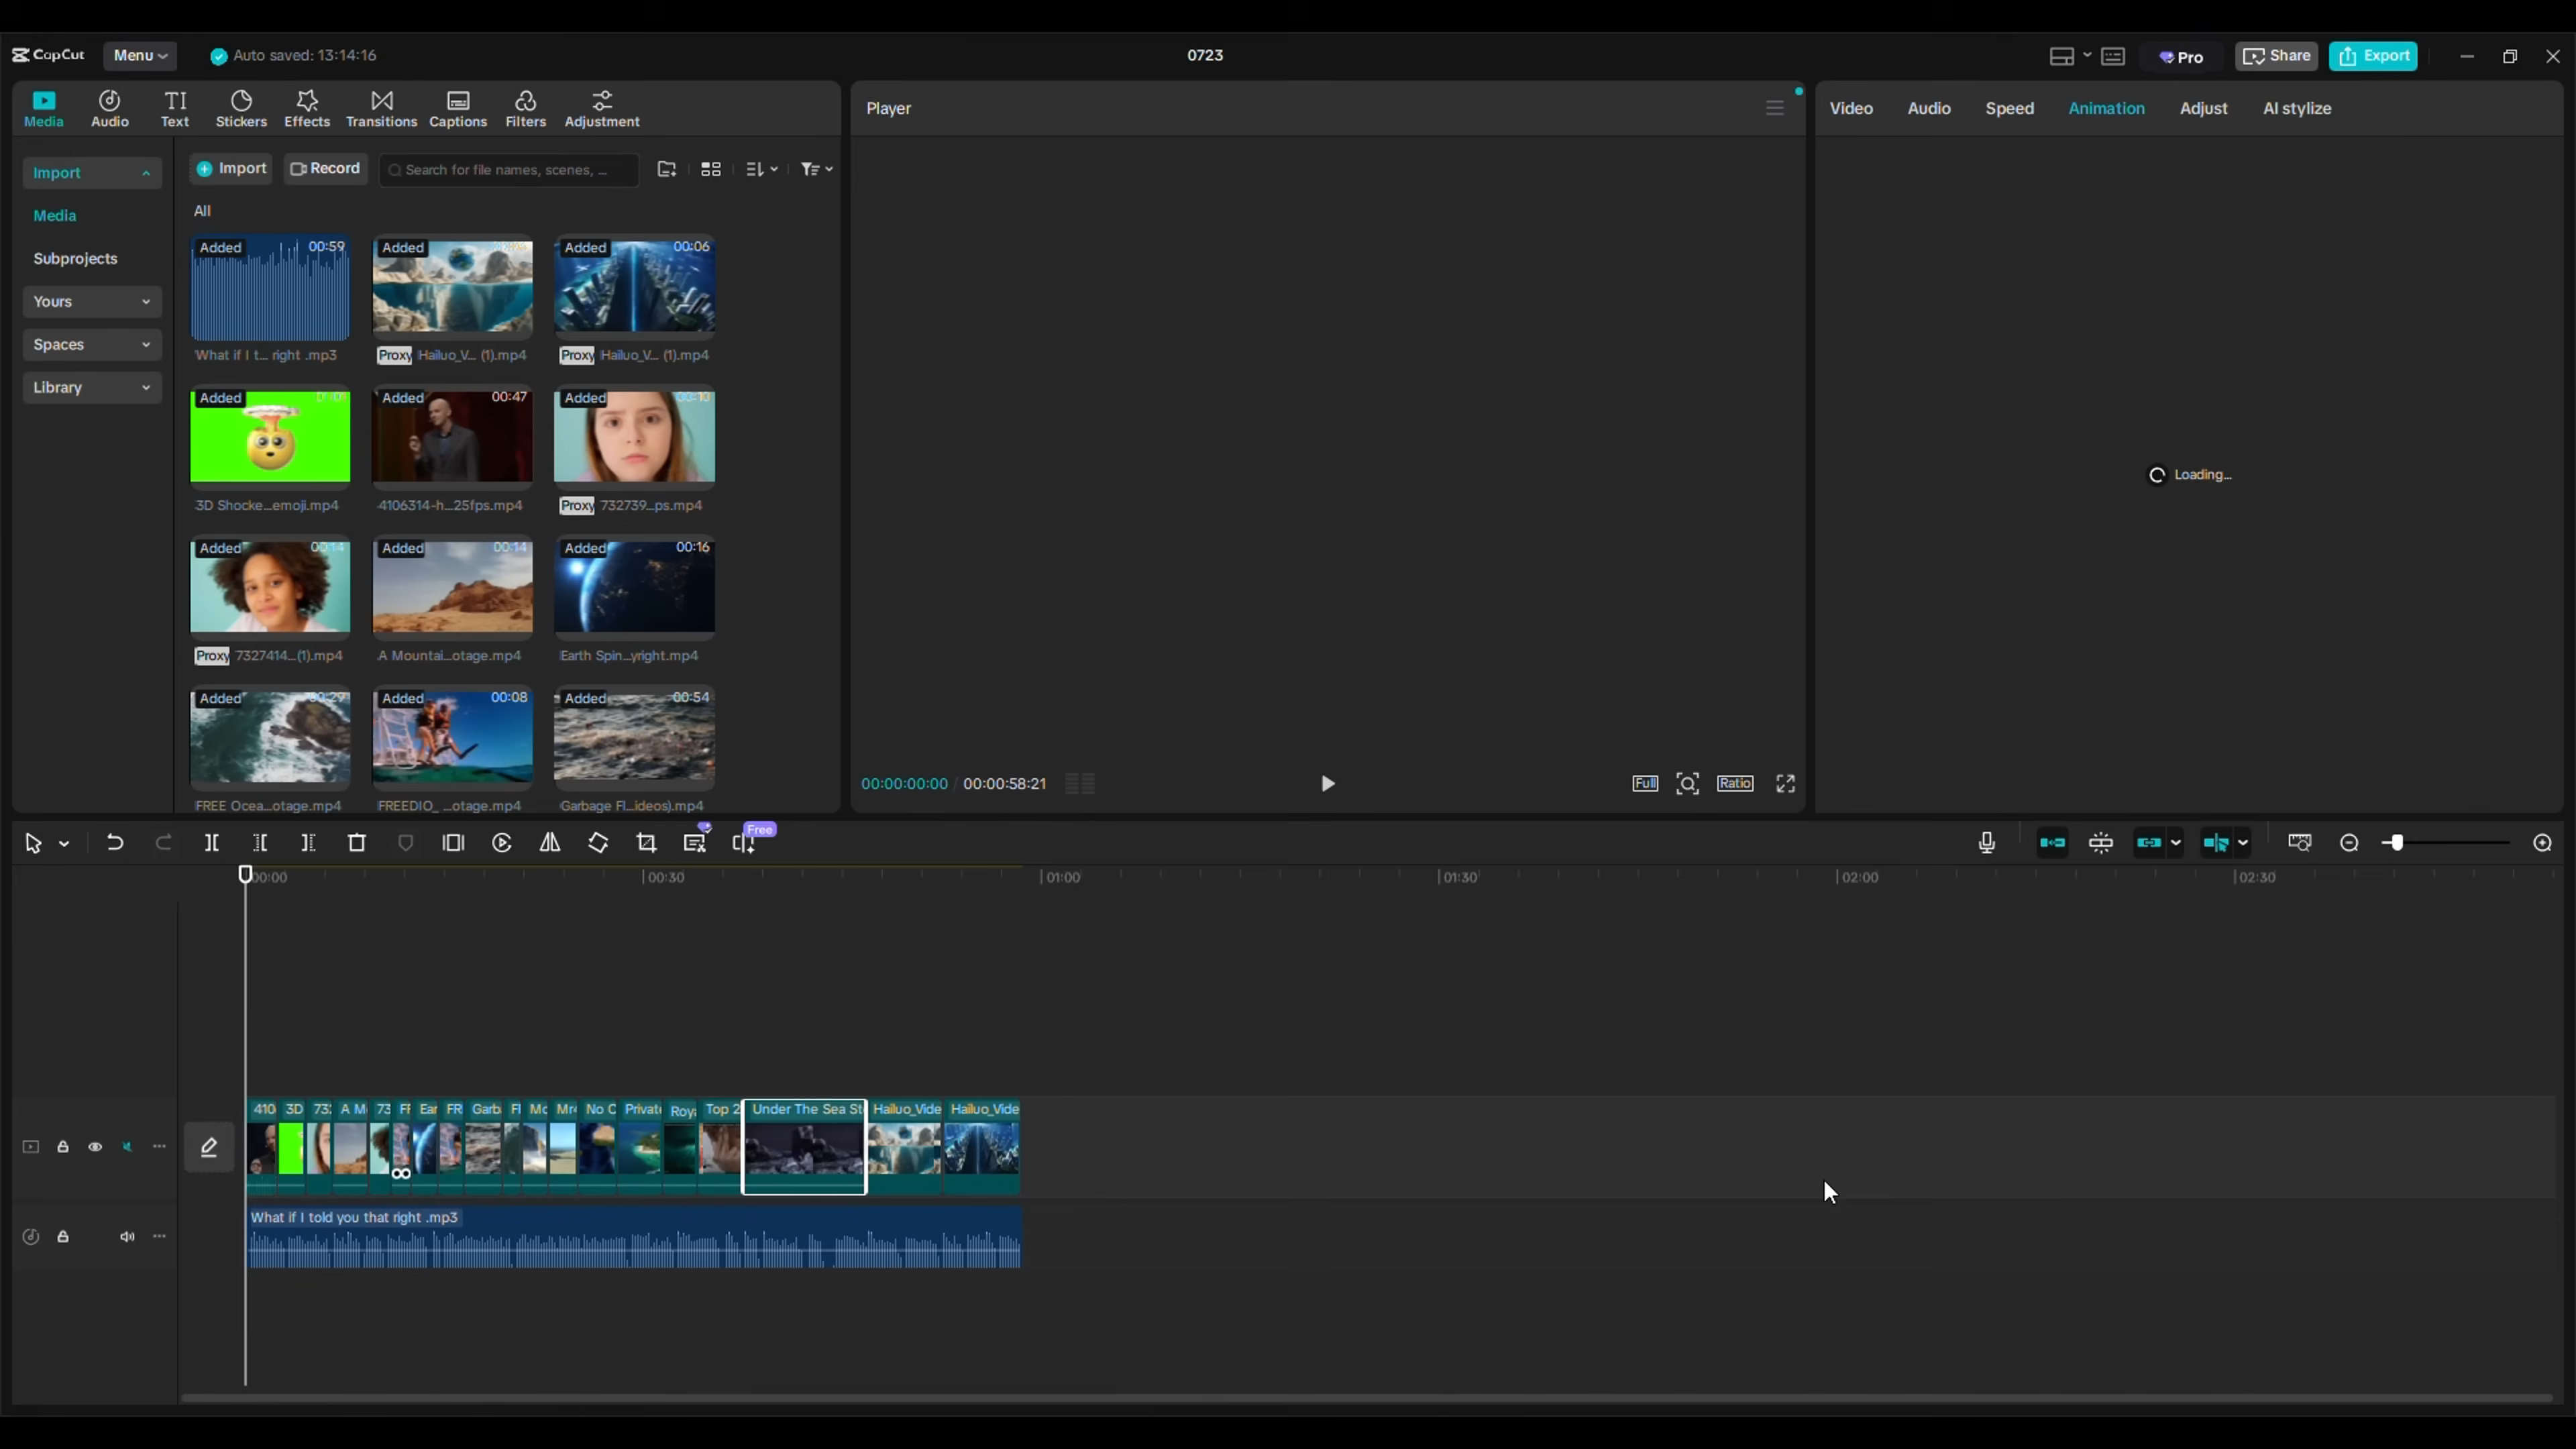 CapCut
Menu
Auto saved: 13:14:16
0723
Pro
Share
Export
Media
Audio
Text
Stickers
Effects
Transitions
Captions
Filters
Adjustment
Player
Video
Audio
Speed
Animation
Adjust
AI stylize
Import
Media
Subprojects
Yours
Spaces
Library
Import
Record
Search for file names, scenes, ...
All
Added 00:59
What if I t... right .mp3
Added
Proxy Hailuo_V... (1).mp4
Added 00:06
Proxy Hailuo_V... (1).mp4
Added
3D Shocke...emoji.mp4
Added 00:47
4106314-h...25fps.mp4
Added 00:10
Proxy 732739...ps.mp4
Added 00:14
Proxy 7327414...(1).mp4
Added 00:14
A Mountai...otage.mp4
Added 00:16
Earth Spin...yright.mp4
Added 00:29
FREE Ocea...otage.mp4
Added 00:08
FREEDIO_ ...otage.mp4
Added 00:54
Garbage Fl...ideos).mp4
Loading...
00:00:00:00 / 00:00:58:21
Full
Ratio
Free
00:00
00:30
01:00
01:30
02:00
02:30
410
3D
732
A M
73
FF
Ear
FR
Garb
Fl
Mc
Mr
No C
Privat
Roya
Top 2
Under The Sea St
Hailuo_Vide
Hailuo_Vide
What if I told you that right .mp3